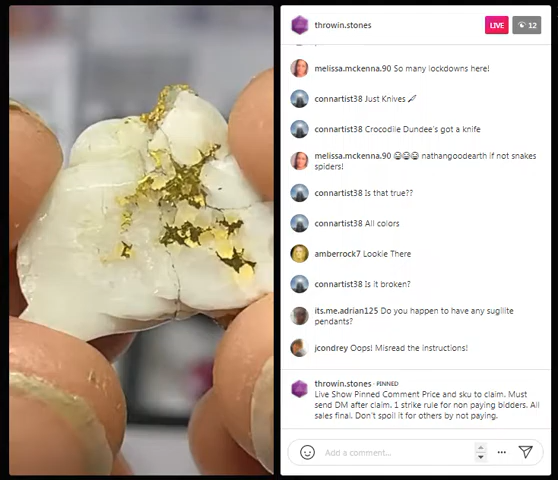 throwin.stones
LIVE
12
melissa.mckenna.90 So many lockdowns here!
connartist38 Just Knives
connartist38 Crocodlie Dundee's got a knife
melissa.mckenna.90 😂😂😂 nathangoodearth if not snakes
spiders!
connartist38 Is that true??
connartist38 All colors
amberrock7 Lookie There
connartist38 Is it broken?
its.me.adrian125 Do you happen to have any sugilite
pendants?
jcondrey Oops! Misread the instructions!
throwin.stones · PINNED
Live Show Pinned Comment Price and sku to claim. Must
send DM after claim. 1 strike rule for non paying bidders. All
sales final. Don't spoil it for others by not paying.
Add a comment...